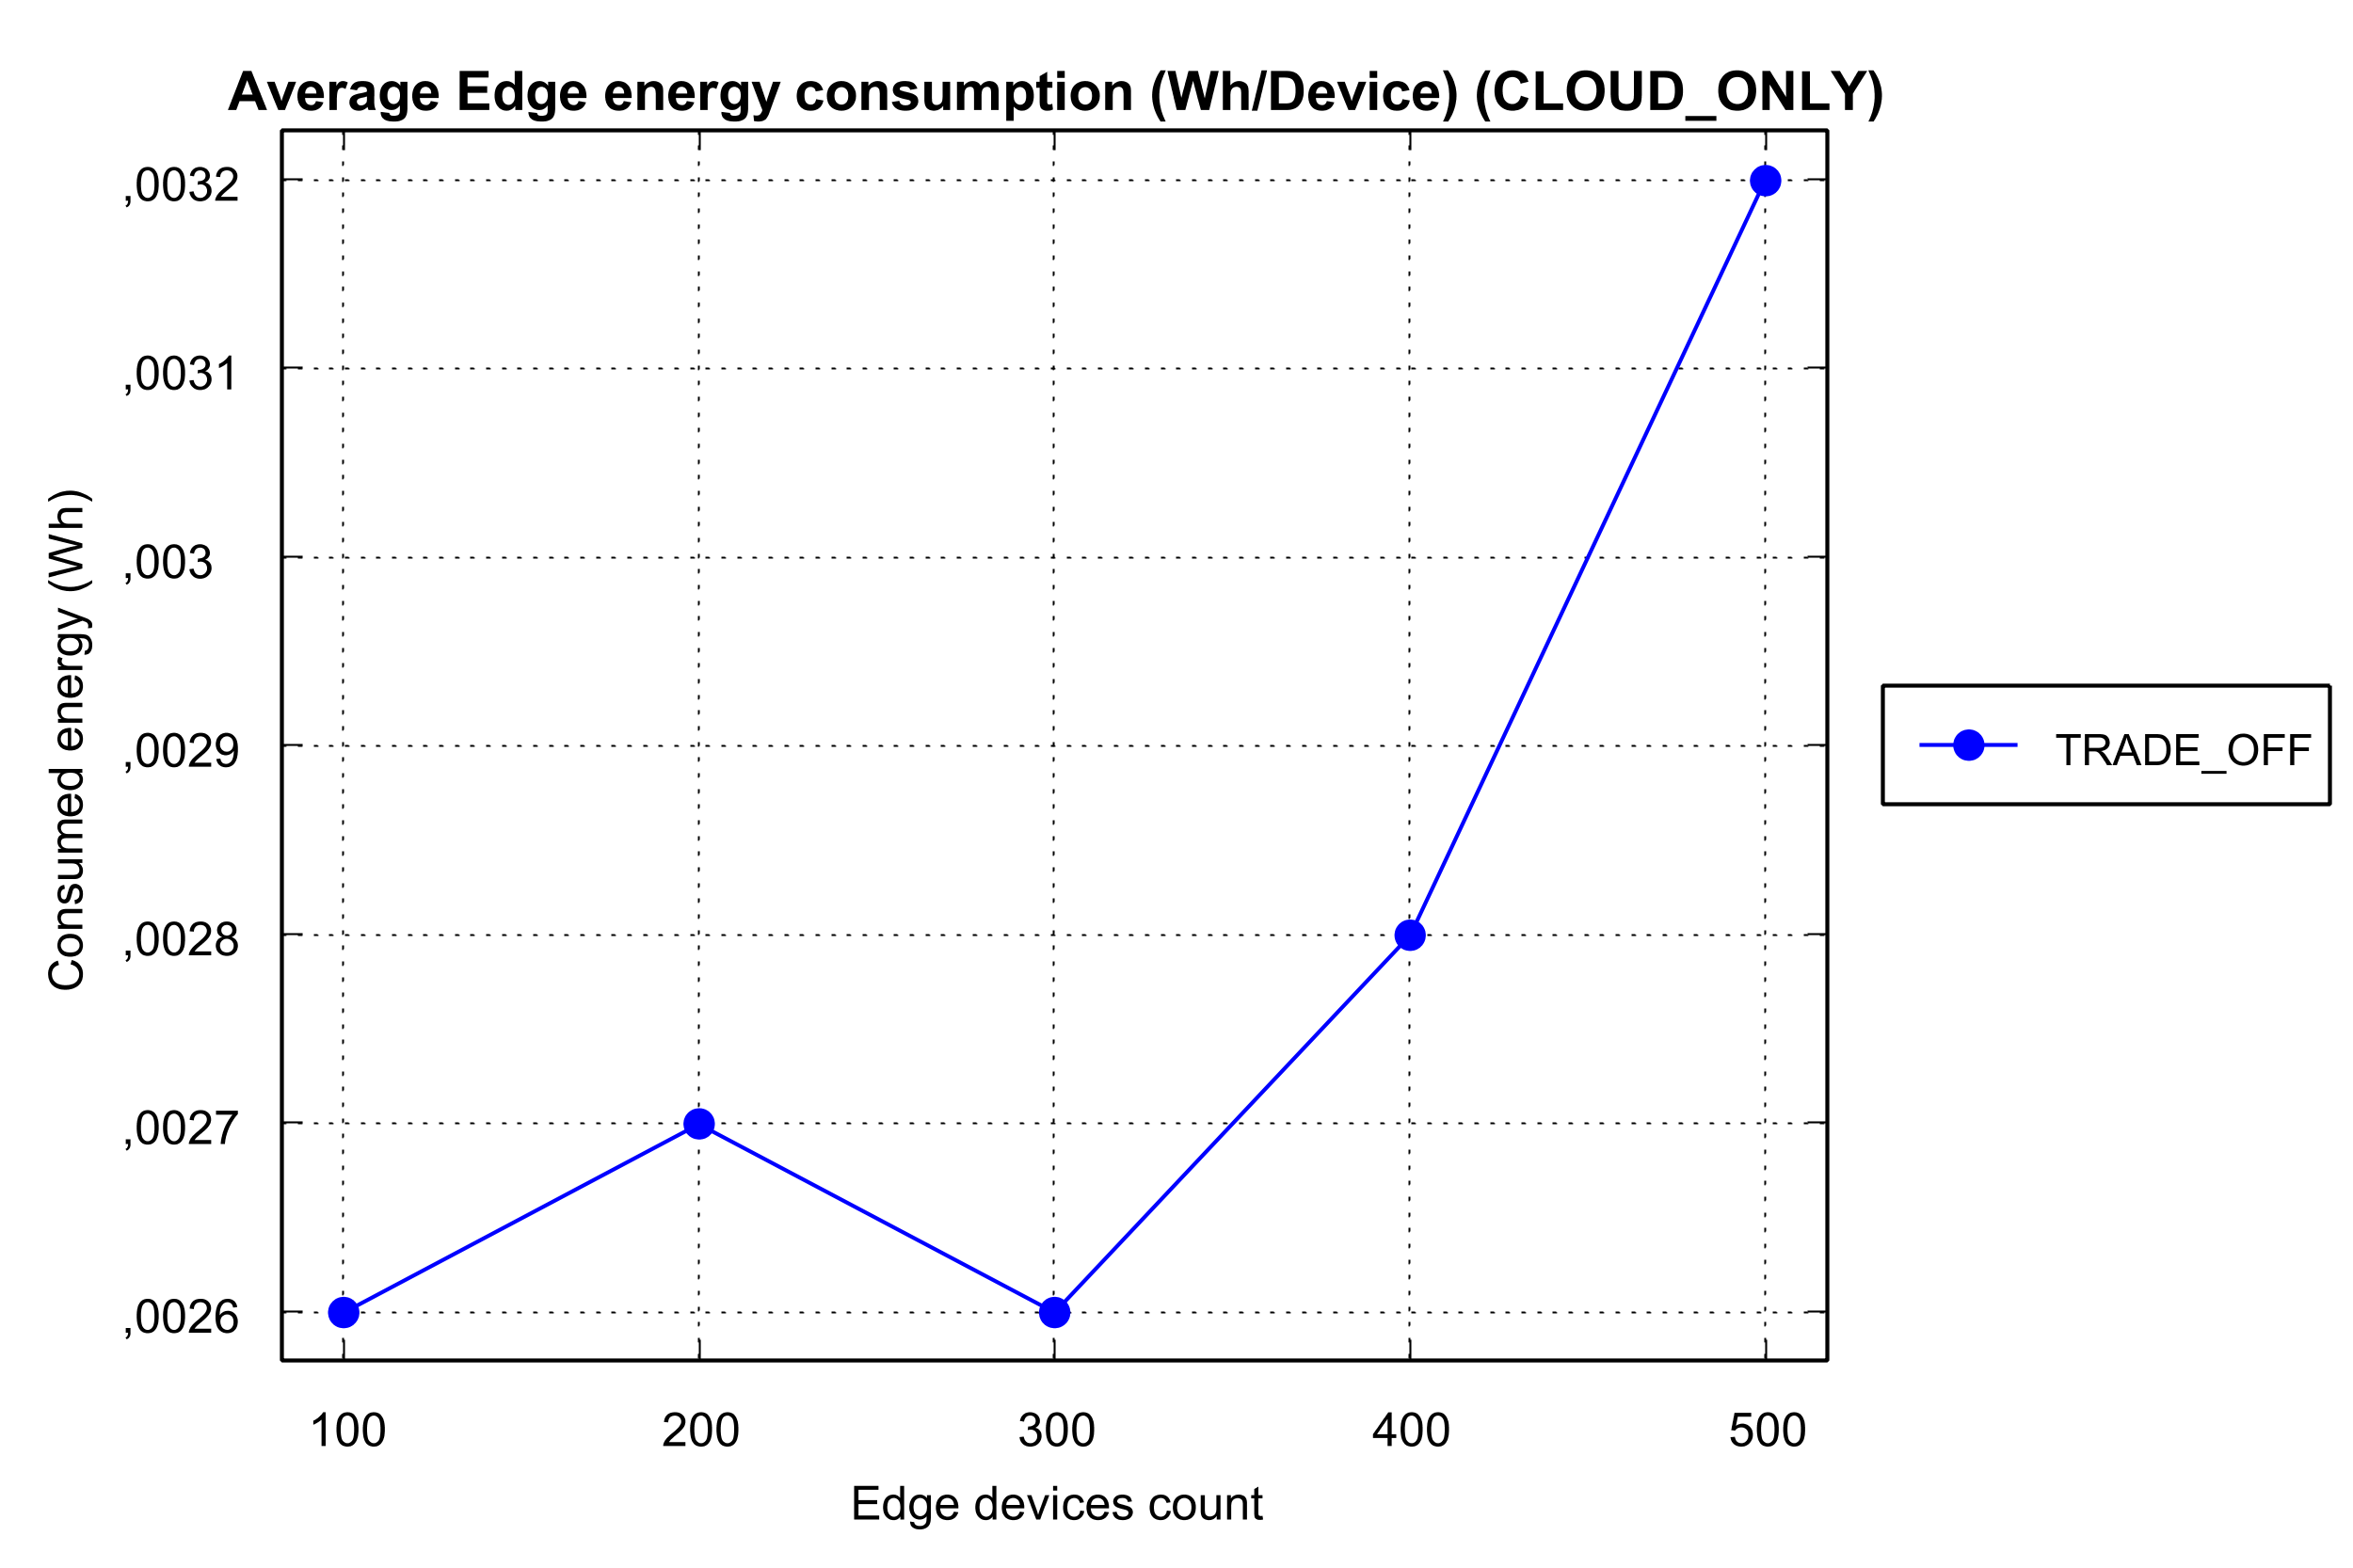 Average Edge energy consumption (Wh/Device) (CLOUD_ONLY)
,0032
,0031
,003
,0029
,0028
,0027
,0026
Consumed energy (Wh)
100 200 300 400 500
Edge devices count
TRADE_OFF